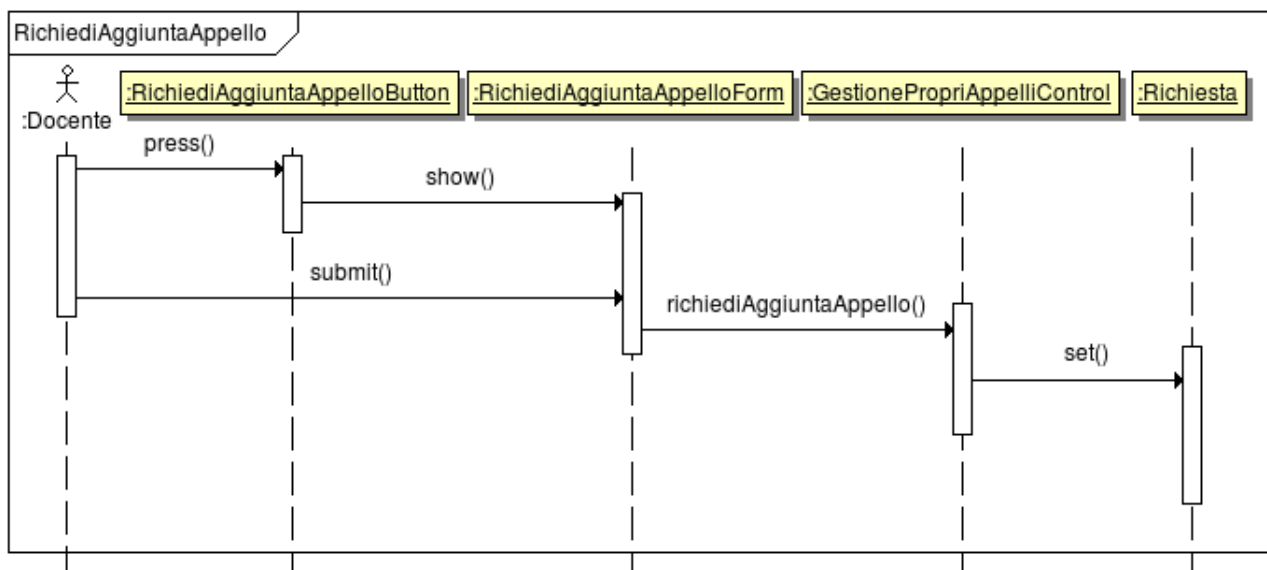 RichiediAggiuntaAppello
:Docente
:RichiediAggiuntaAppelloButton
:RichiediAggiuntaAppelloForm
:GestionePropriAppelliControl
:Richiesta
press()
show()
submit()
richiediAggiuntaAppello()
set()